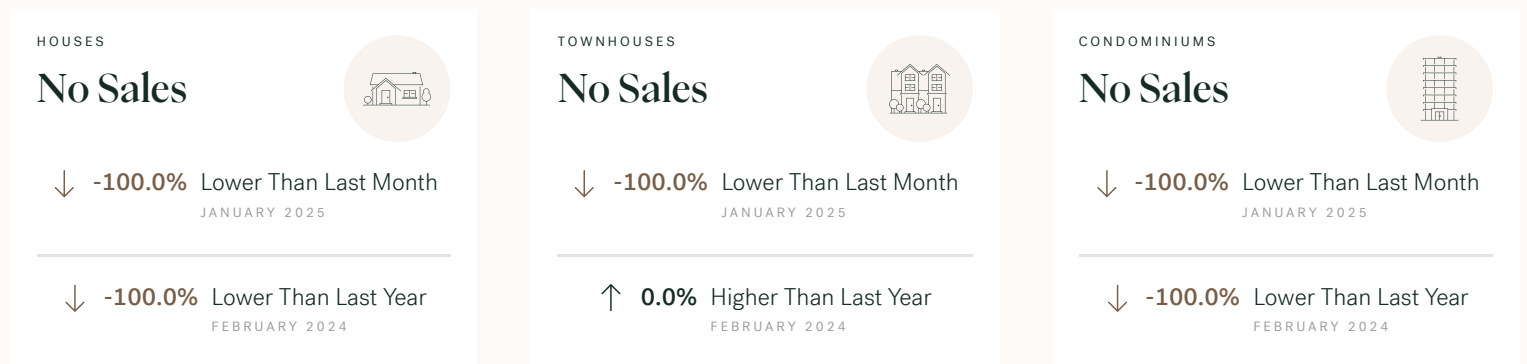 HOUSES
No Sales
-100.0% Lower Than Last Month
JANUARY 2025
-100.0% Lower Than Last Year
FEBRUARY 2024
TOWNHOUSES
No Sales
-100.0% Lower Than Last Month
JANUARY 2025
0.0% Higher Than Last Year
FEBRUARY 2024
CONDOMINIUMS
No Sales
-100.0% Lower Than Last Month
JANUARY 2025
-100.0% Lower Than Last Year
FEBRUARY 2024